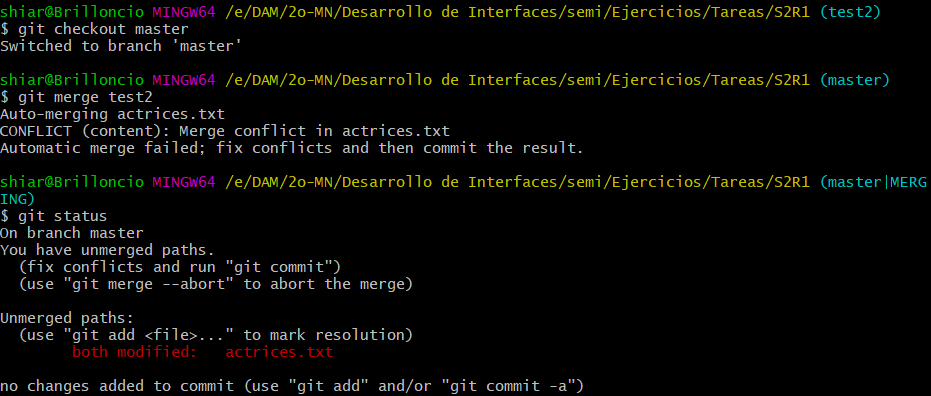 shiar@Brilloncio MINGW64 /e/DAM/2o-MN/Desarrollo de Interfaces/semi/Ejercicios/Tareas/S2R1 (test2)
$ git checkout master
Switched to branch 'master'
shiar@Brilloncio MINGW64 /e/DAM/2o-MN/Desarrollo de Interfaces/semi/Ejercicios/Tareas/S2R1 (master)
$ git merge test2
Auto-merging actrices.txt
CONFLICT (content): Merge conflict in actrices.txt
Automatic merge failed; fix conflicts and then commit the result.
shiar@Brilloncio MINGW64 /e/DAM/2o-MN/Desarrollo de Interfaces/semi/Ejercicios/Tareas/S2R1 (master|MERG
ING)
$ git status
On branch master
You have unmerged paths.
  (fix conflicts and run "git commit")
  (use "git merge --abort" to abort the merge)
Unmerged paths:
  (use "git add <file>..." to mark resolution)
        both modified:   actrices.txt
no changes added to commit (use "git add" and/or "git commit -a")